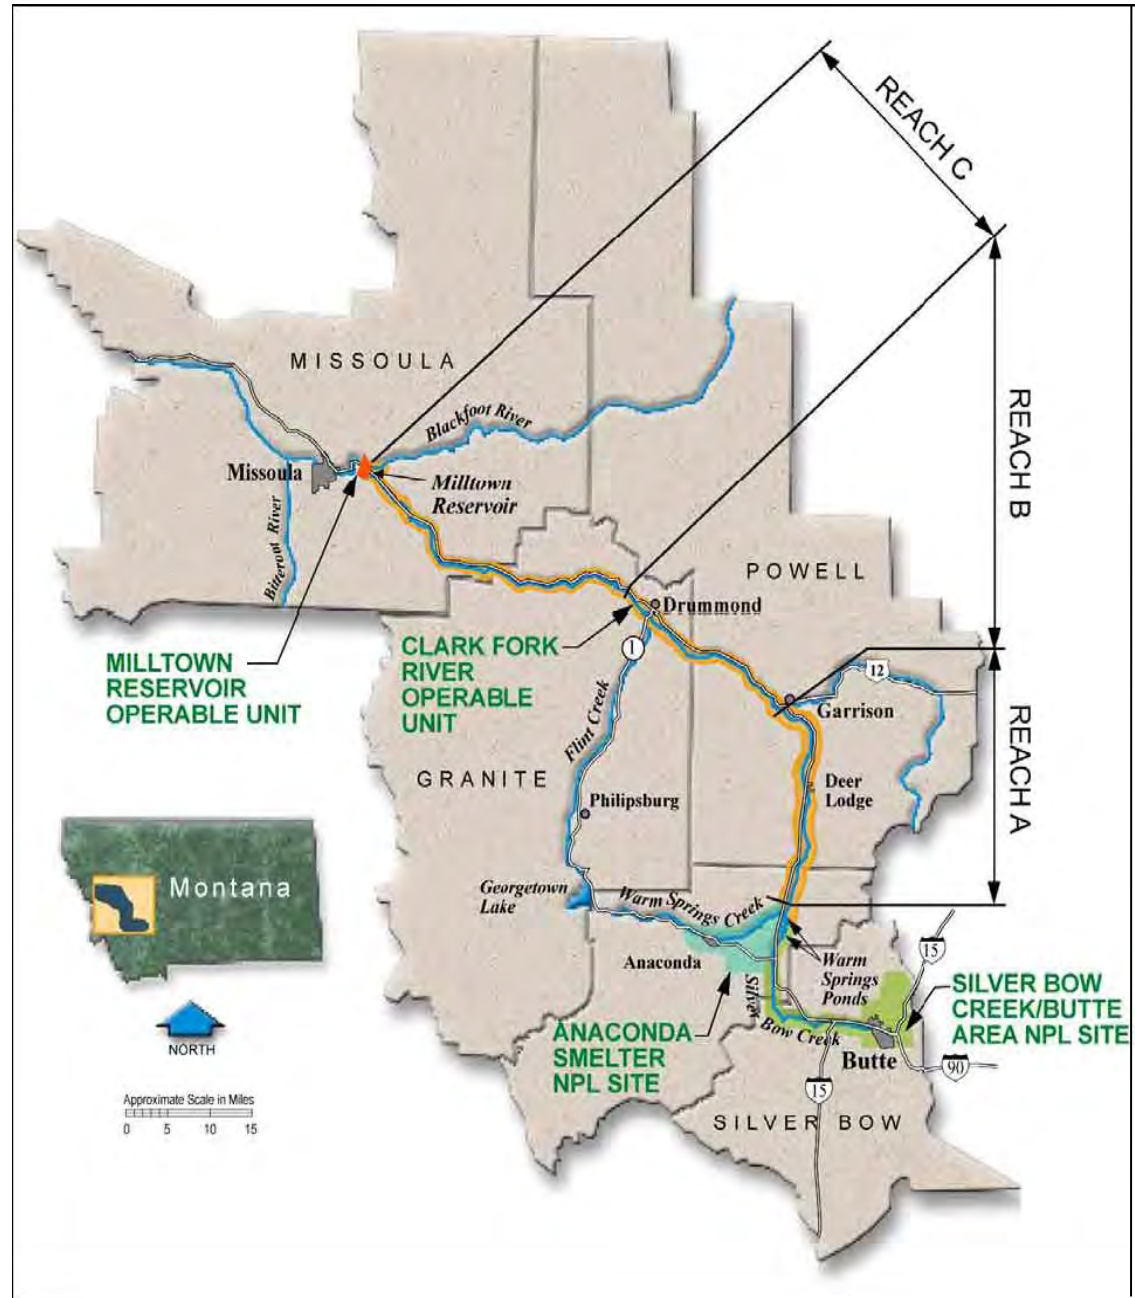 REACH C
MISSOULA
Blackfoot River
REACH B
Missoula
Milltown
Reservoir
Bitterroot River
POWELL
Drummond
1
CLARK FORK
RIVER
OPERABLE
UNIT
MILLTOWN
RESERVOIR
OPERABLE UNIT
12
Garrison
Flint Creek
REACH A
GRANITE
Deer
Lodge
Philipsburg
Montana
Georgetown
Lake
Warm Springs Creek
15
Anaconda
Warm
Springs
Ponds
Silver
Bow Creek
SILVER BOW
CREEK/BUTTE
AREA NPL SITE
ANACONDA
SMELTER
NPL SITE
NORTH
Butte
90
15
Approximate Scale in Miles
0 5 10 15
SILVER BOW